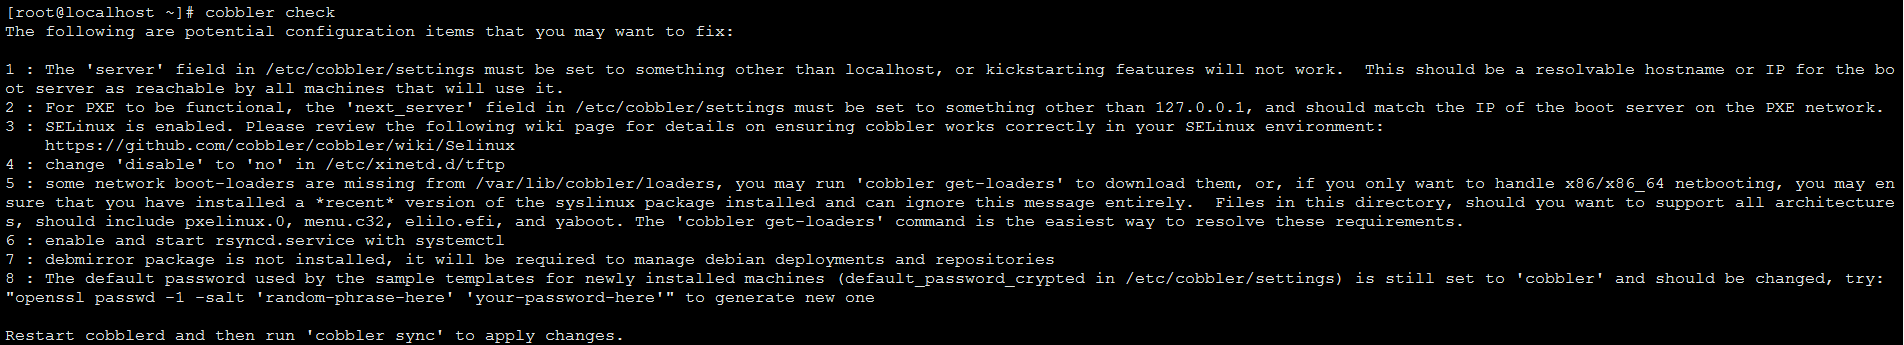 [root@localhost ~]# cobbler check
The following are potential configuration items that you may want to fix:
1 : The 'server' field in /etc/cobbler/settings must be set to something other than localhost, or kickstarting features will not work.  This should be a resolvable hostname or IP for the bo
ot server as reachable by all machines that will use it.
2 : For PXE to be functional, the 'next_server' field in /etc/cobbler/settings must be set to something other than 127.0.0.1, and should match the IP of the boot server on the PXE network.
3 : SELinux is enabled. Please review the following wiki page for details on ensuring cobbler works correctly in your SELinux environment:
    https://github.com/cobbler/cobbler/wiki/Selinux
4 : change 'disable' to 'no' in /etc/xinetd.d/tftp
5 : some network boot-loaders are missing from /var/lib/cobbler/loaders, you may run 'cobbler get-loaders' to download them, or, if you only want to handle x86/x86_64 netbooting, you may en
sure that you have installed a *recent* version of the syslinux package installed and can ignore this message entirely.  Files in this directory, should you want to support all architecture
s, should include pxelinux.0, menu.c32, elilo.efi, and yaboot. The 'cobbler get-loaders' command is the easiest way to resolve these requirements.
6 : enable and start rsyncd.service with systemctl
7 : debmirror package is not installed, it will be required to manage debian deployments and repositories
8 : The default password used by the sample templates for newly installed machines (default_password_crypted in /etc/cobbler/settings) is still set to 'cobbler' and should be changed, try:
"openssl passwd -1 -salt 'random-phrase-here' 'your-password-here'" to generate new one
Restart cobblerd and then run 'cobbler sync' to apply changes.